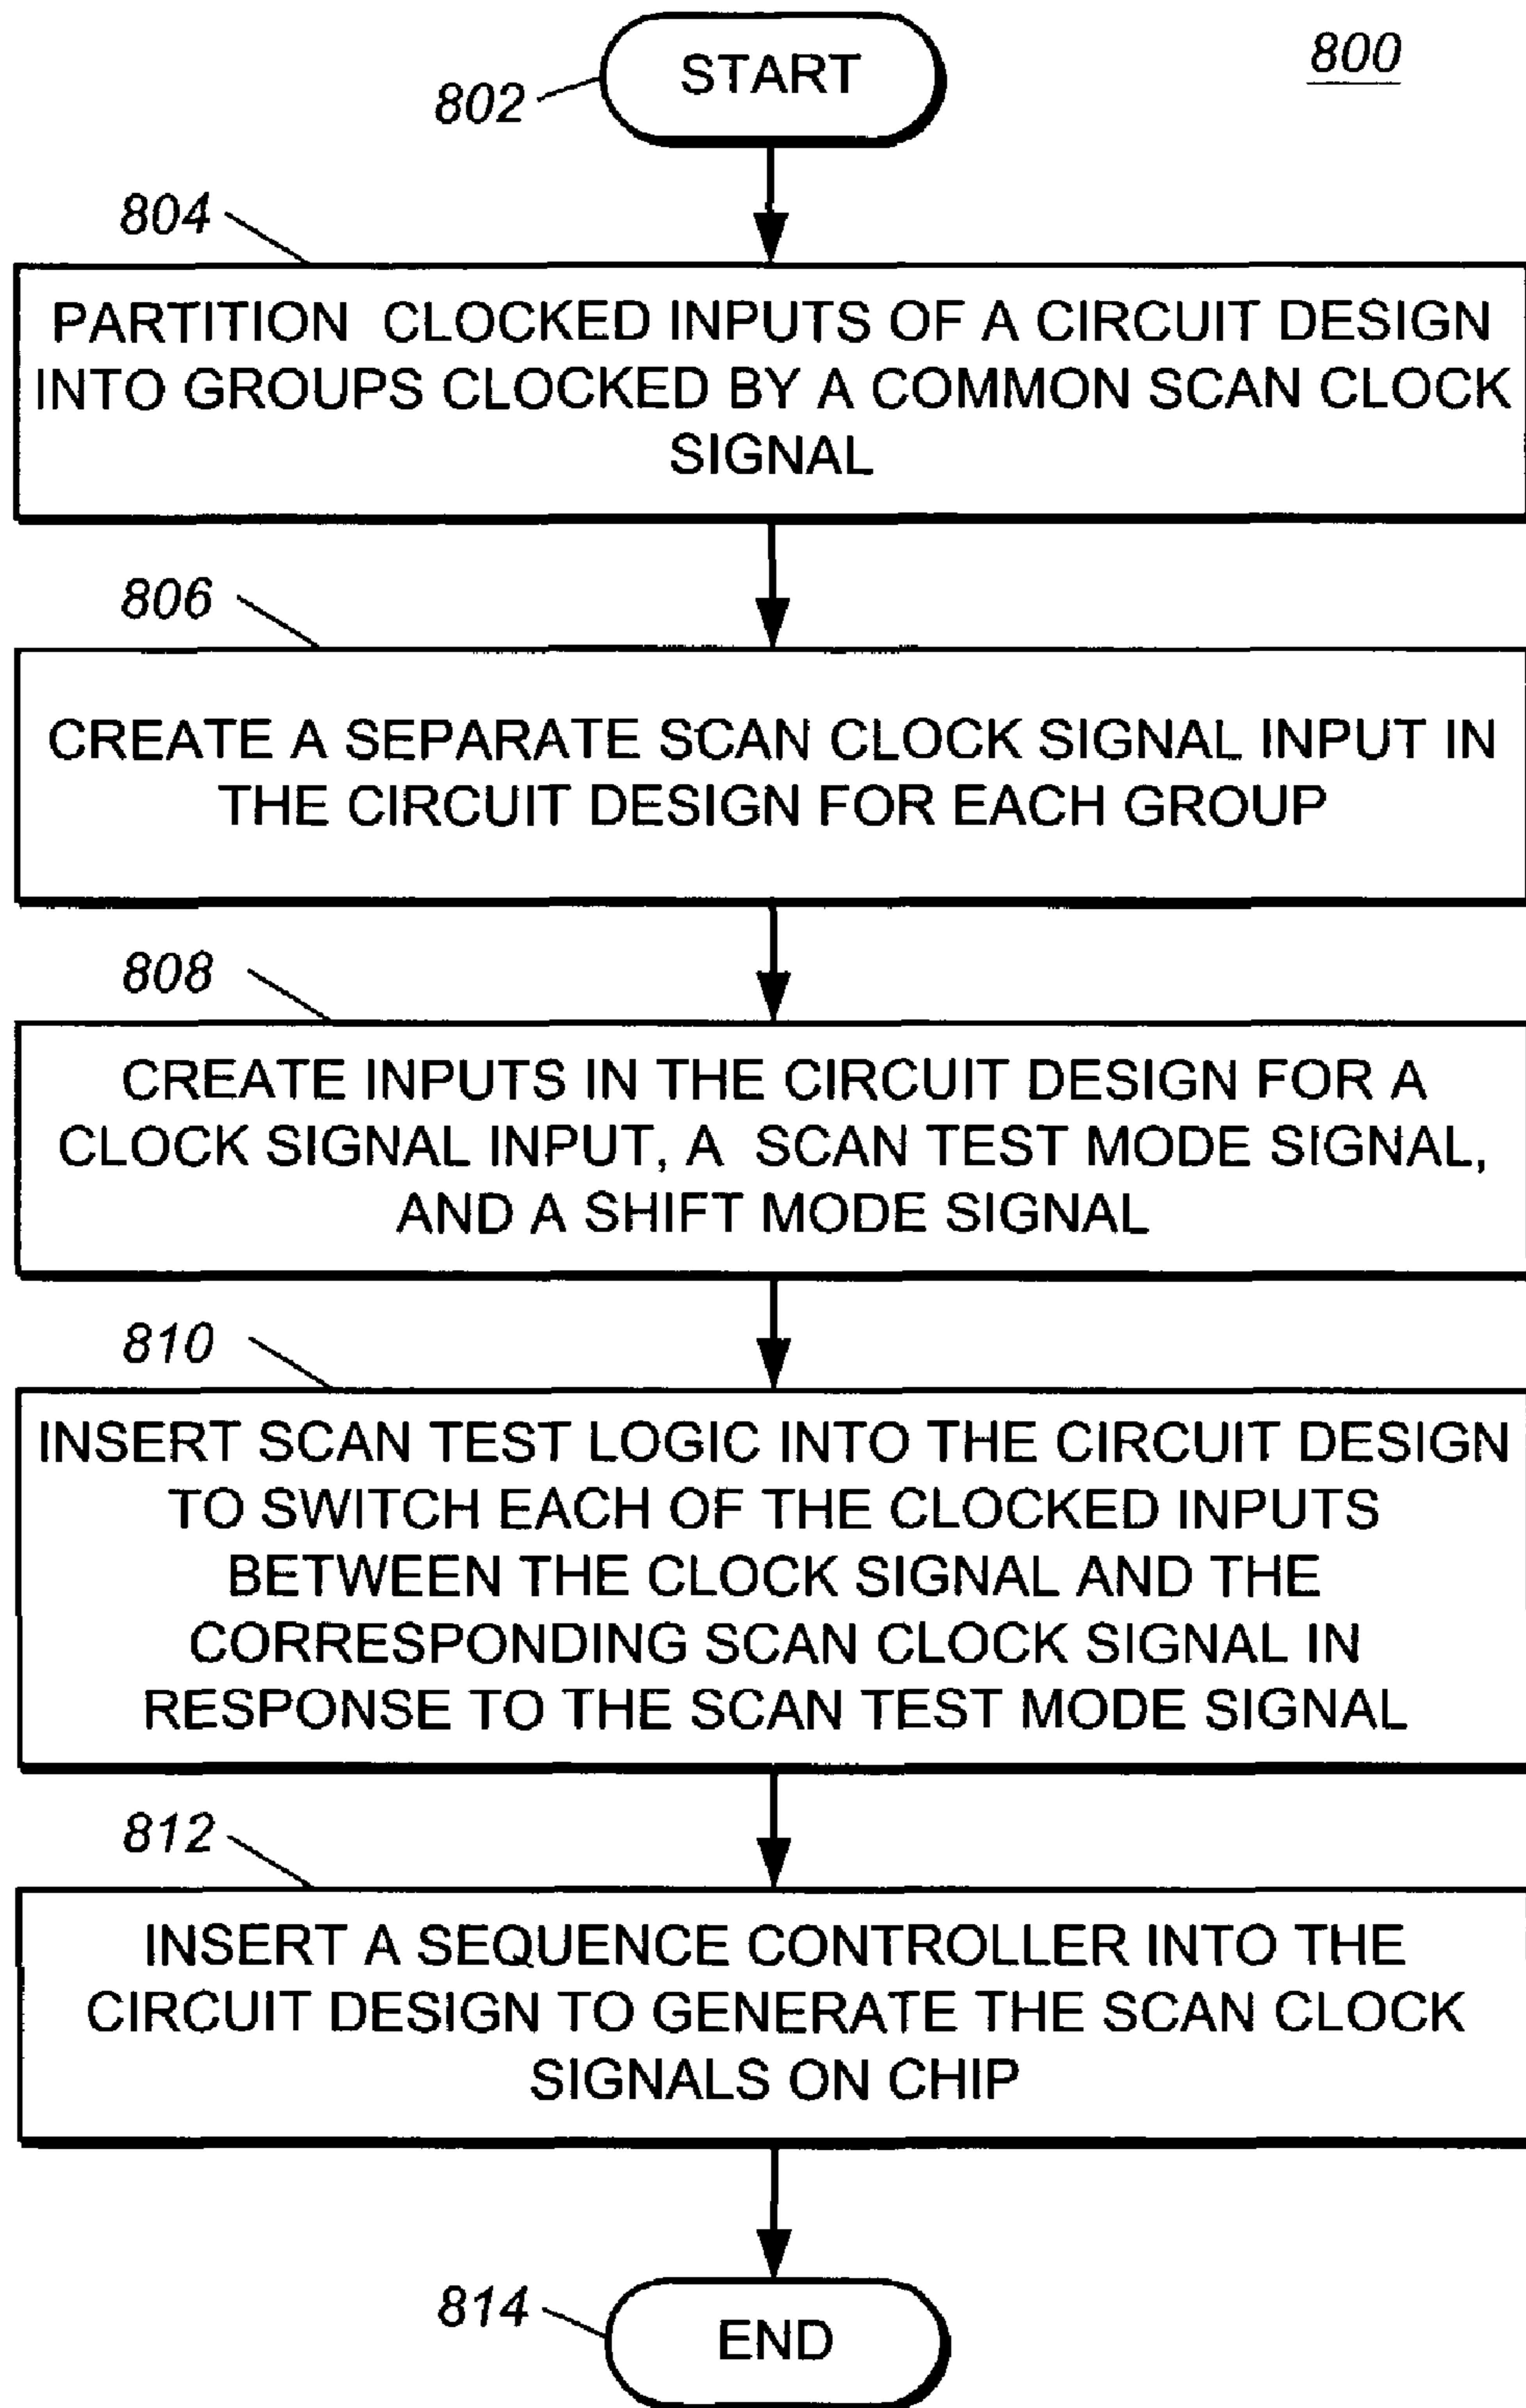 START
800
802
804
PARTITION CLOCKED INPUTS OF A CIRCUIT DESIGN
INTO GROUPS CLOCKED BY A COMMON SCAN CLOCK
SIGNAL
806
CREATE A SEPARATE SCAN CLOCK SIGNAL INPUT IN
THE CIRCUIT DESIGN FOR EACH GROUP
808
CREATE INPUTS IN THE CIRCUIT DESIGN FOR A
CLOCK SIGNAL INPUT, A SCAN TEST MODE SIGNAL,
AND A SHIFT MODE SIGNAL
810
INSERT SCAN TEST LOGIC INTO THE CIRCUIT DESIGN
TO SWITCH EACH OF THE CLOCKED INPUTS
BETWEEN THE CLOCK SIGNAL AND THE
CORRESPONDING SCAN CLOCK SIGNAL IN
RESPONSE TO THE SCAN TEST MODE SIGNAL
812
INSERT A SEQUENCE CONTROLLER INTO THE
CIRCUIT DESIGN TO GENERATE THE SCAN CLOCK
SIGNALS ON CHIP
814
END